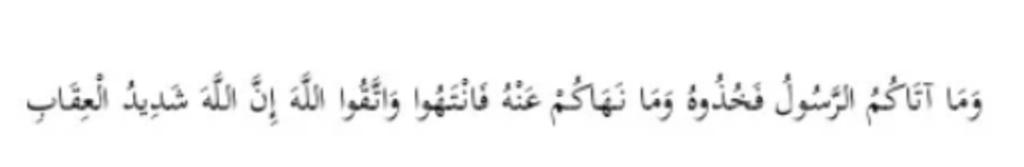 وَمَا آتَاكُمُ الرَّسُولُ فَخُذُوهُ وَمَا نَهَاكُمْ عَنْهُ فَانْتَهُوا وَاتَّقُوا اللَّهَ إِنَّ اللَّهَ شَدِيدُ الْعِقَابِ